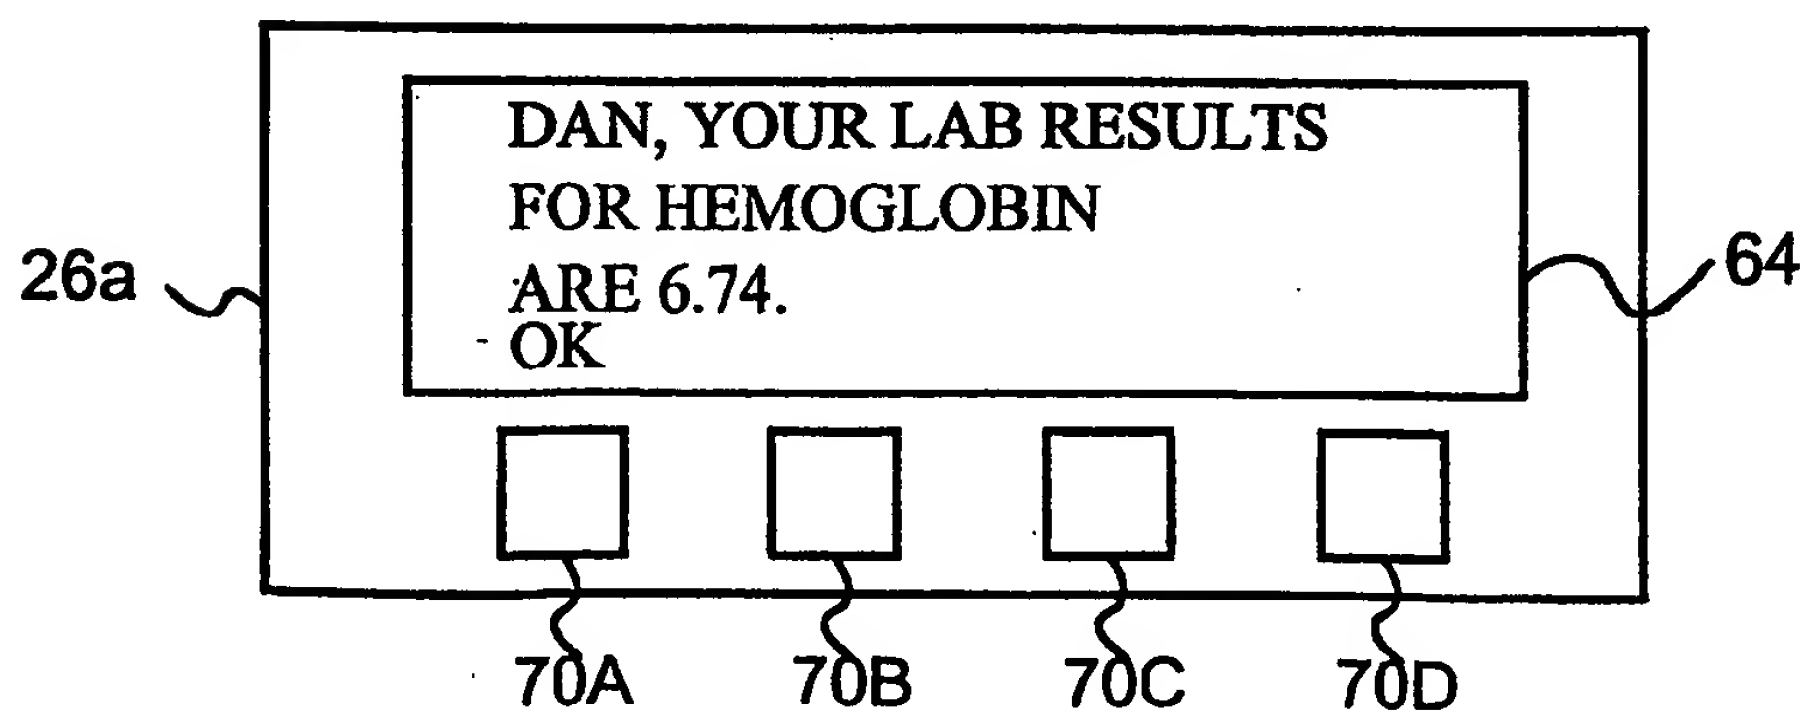 DAN, YOUR LAB RESULTS
FOR HEMOGLOBIN
ARE 6.74.
OK
26a
64
70A 70B 70C 70D